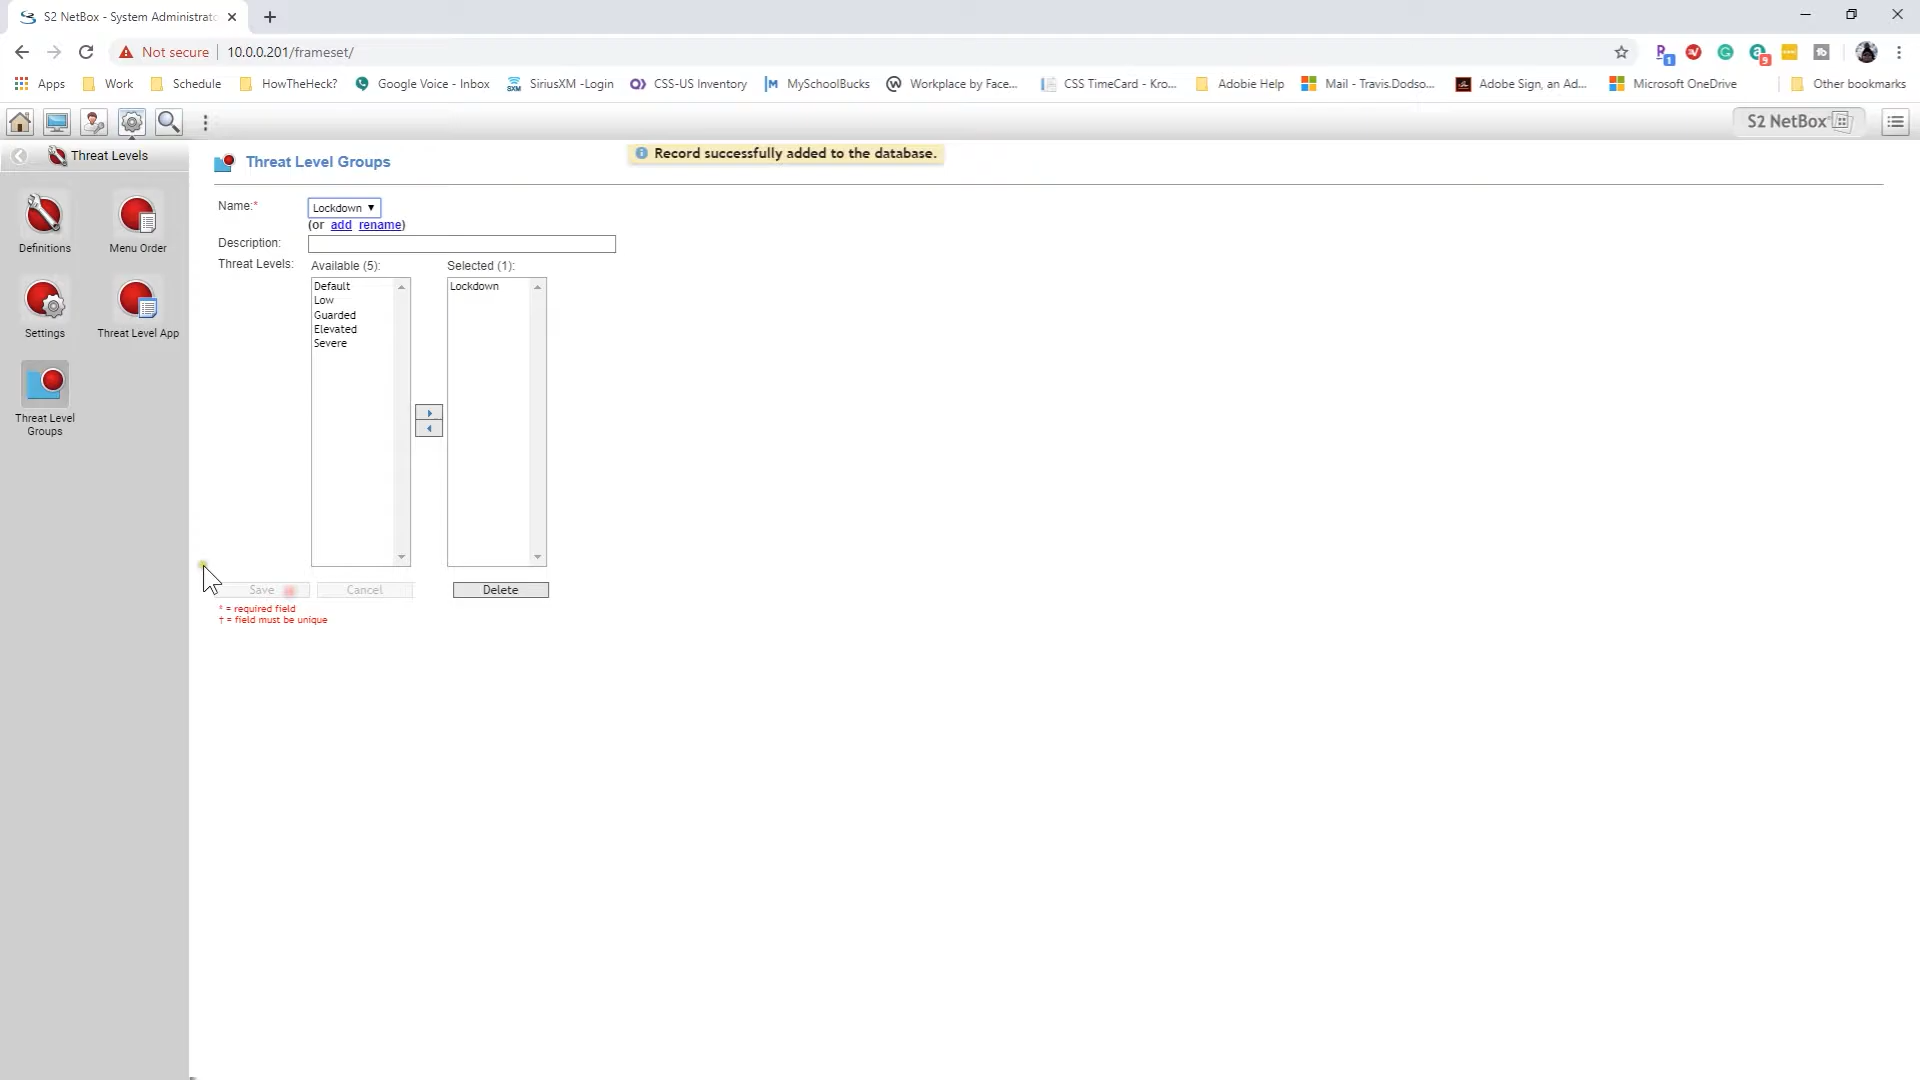 S2 NetBox - System Administrato
Not secure
10.0.0.201/frameset/
1
9
Apps
Work
Schedule
HowTheHeck?
Google Voice - Inbox
SiriusXM -Login
CSS-US Inventory
MySchoolBucks
Workplace by Face...
CSS TimeCard - Kro...
Adobie Help
Mail - Travis.Dodso...
Adobe Sign, an Ad...
Microsoft OneDrive
Other bookmarks
S2 NetBox
Threat Levels
Definitions
Menu Order
Settings
Threat Level App
Threat Level
Groups
Threat Level Groups
Record successfully added to the database.
Name:*
Lockdown
(or add rename)
Description:
Threat Levels:
Available (5):
Selected (1):
Default
Low
Guarded
Elevated
Severe
Lockdown
Save
Cancel
Delete
* = required field
† = field must be unique